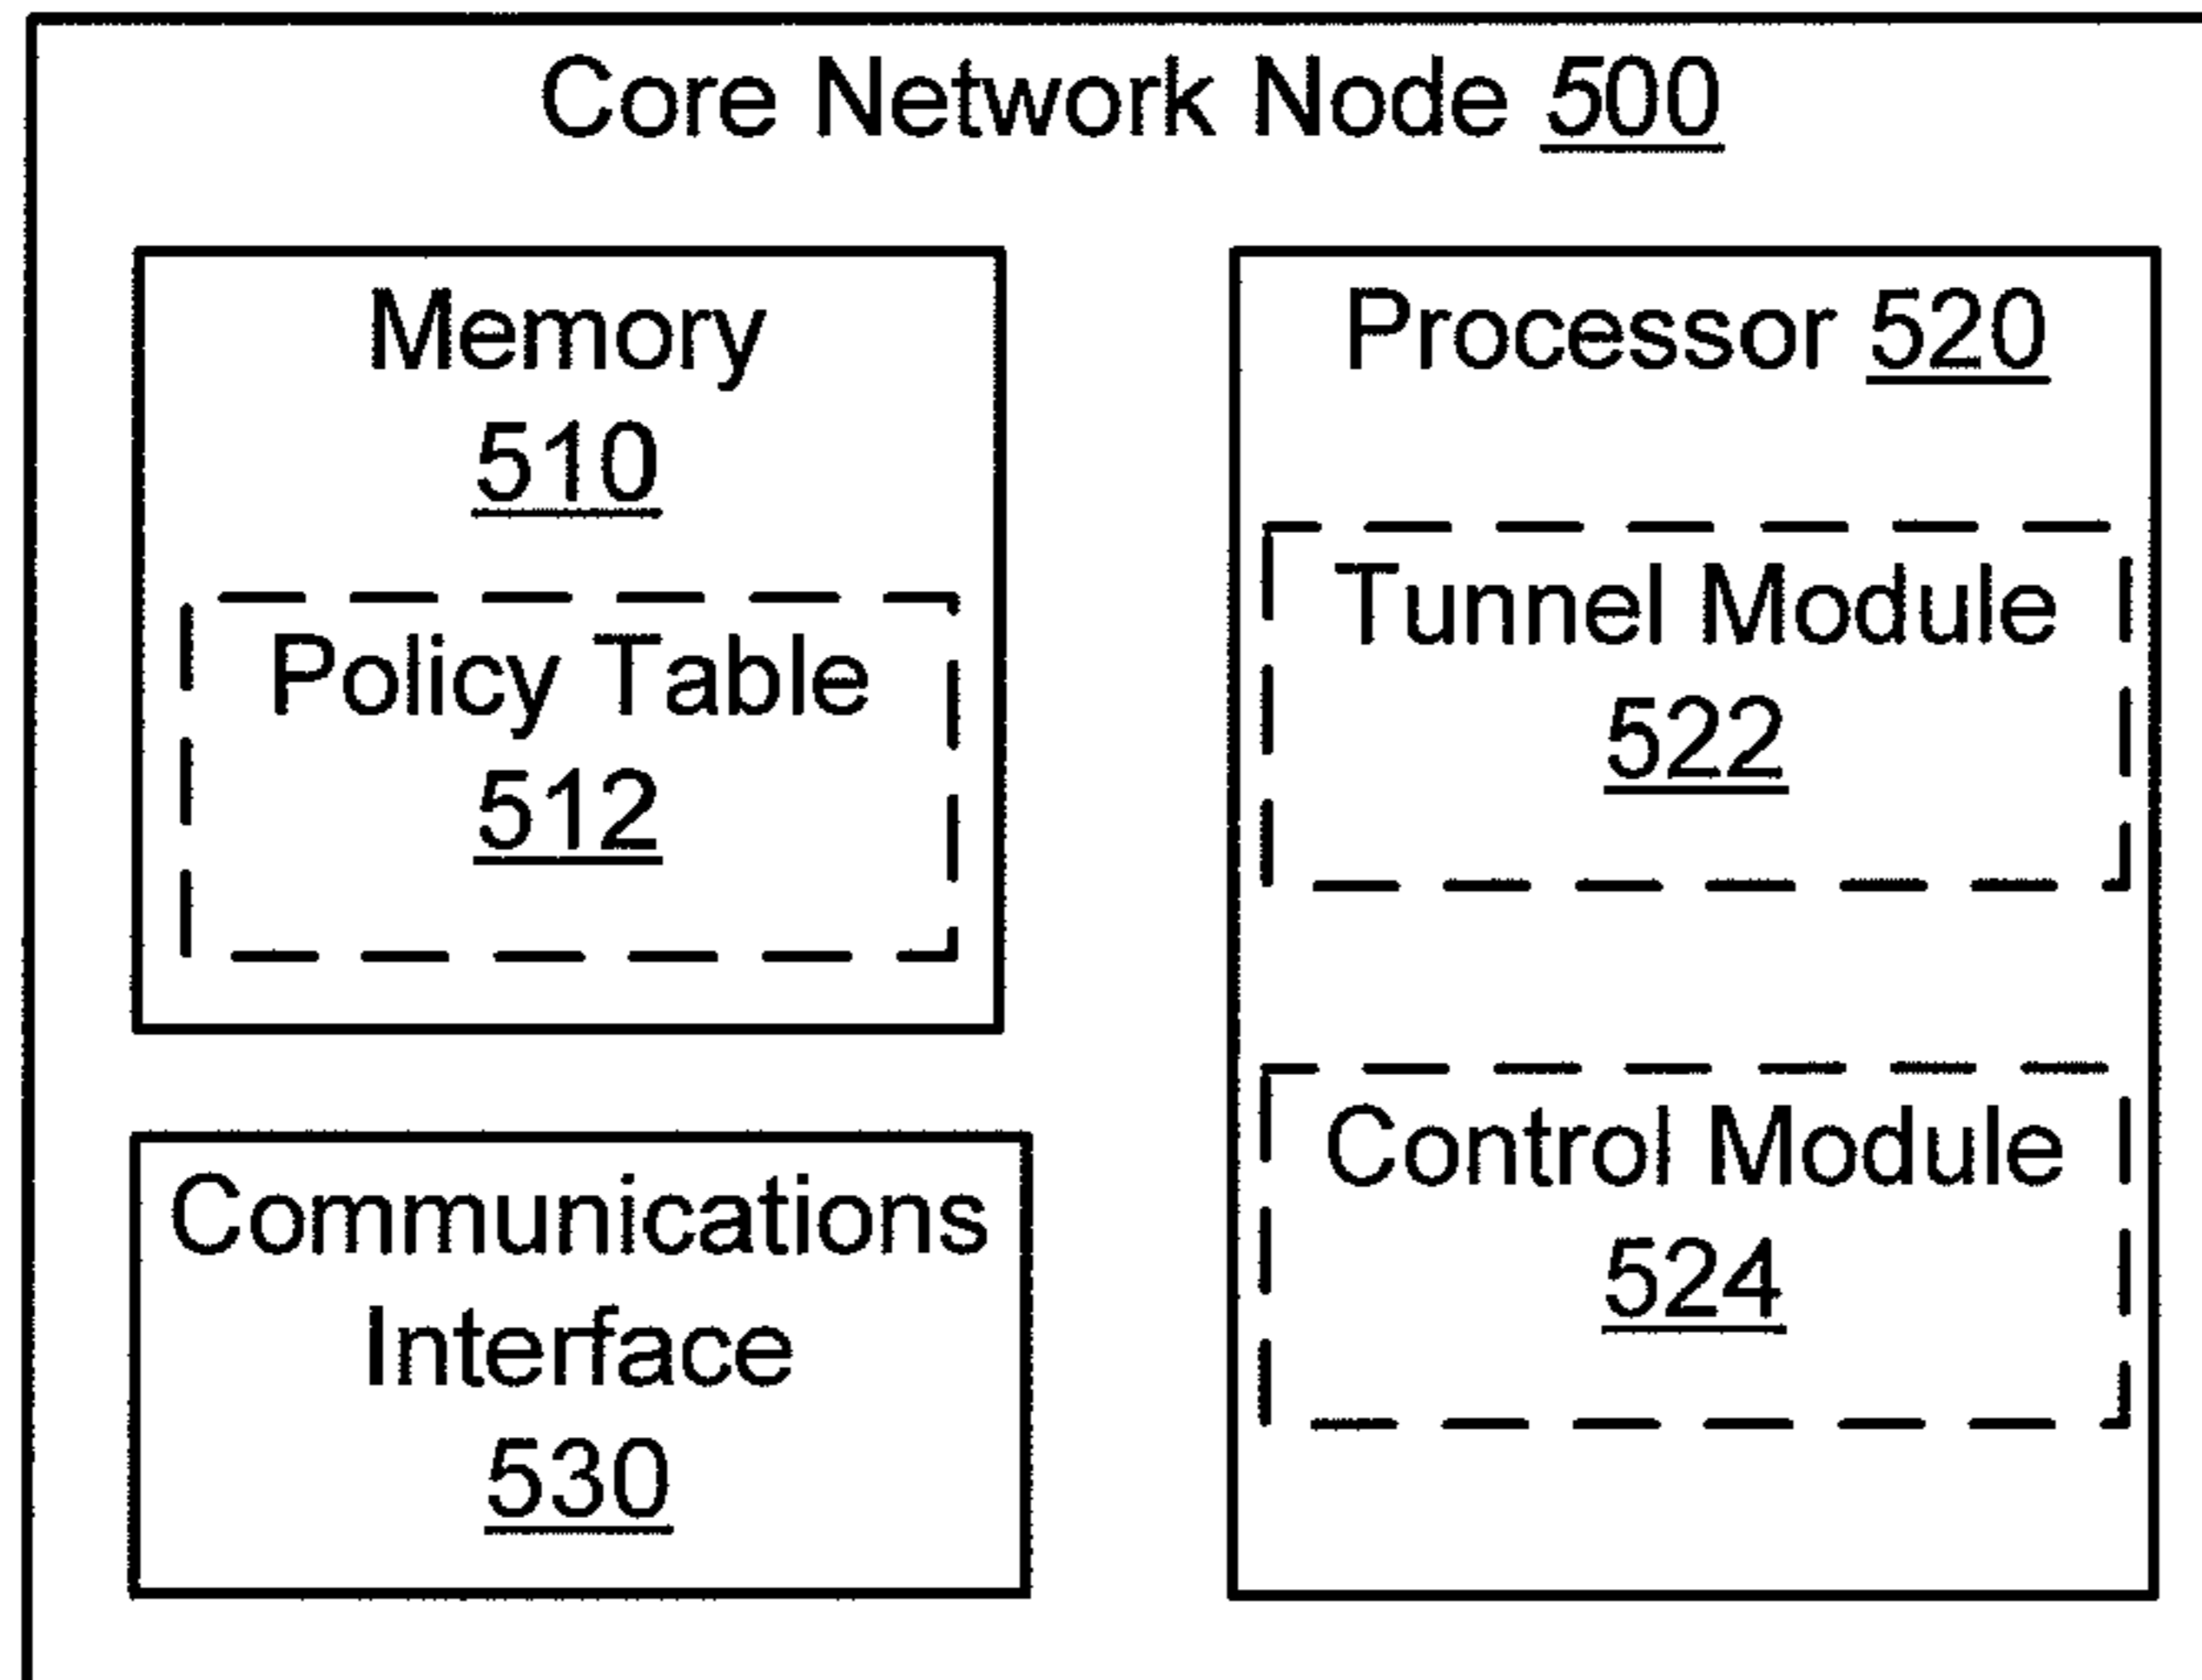 Core Network Node 500
Memory
510
Policy Table
512
Communications
Interface
530
Processor 520
Tunnel Module
522
Control Module
524